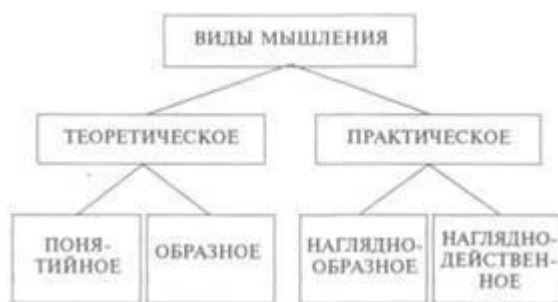 ВИДЫ МЫШЛЕНИЯ
ТЕОРЕТИЧЕСКОЕ
ПРАКТИЧЕСКОЕ
ПОНЯ-
ТИЙНОЕ
ОБРАЗНОЕ
НАГЛЯДНО-
ОБРАЗНОЕ
НАГЛЯДНО-
ДЕЙСТВЕН-
НОЕ